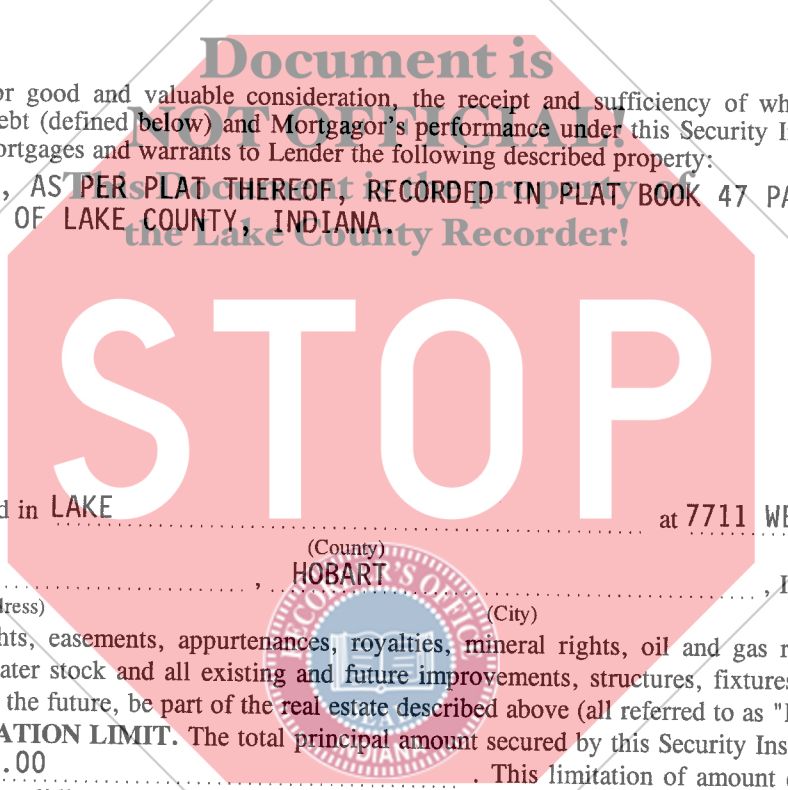 Document is
or good and valuable consideration, the receipt and sufficiency of wh
NOT OFFICIAL!
ebt (defined below) and Mortgagor's performance under this Security I
ortgages and warrants to Lender the following described property:
This Document is the property of
, AS PER PLAT THEREOF, RECORDED IN PLAT BOOK 47 PA
OF LAKE COUNTY, INDIANA.
the Lake County Recorder!
STOP
d in LAKE at 7711 WE
(County)
, HOBART , I
RECORDER'S OFFICE
dress) (City)
hts, easements, appurtenances, royalties, mineral rights, oil and gas r
ater stock and all existing and future improvements, structures, fixtures
the future, be part of the real estate described above (all referred to as "P
ATION LIMIT. The total principal amount secured by this Security Ins
INDIANA
.00 . This limitation of amount